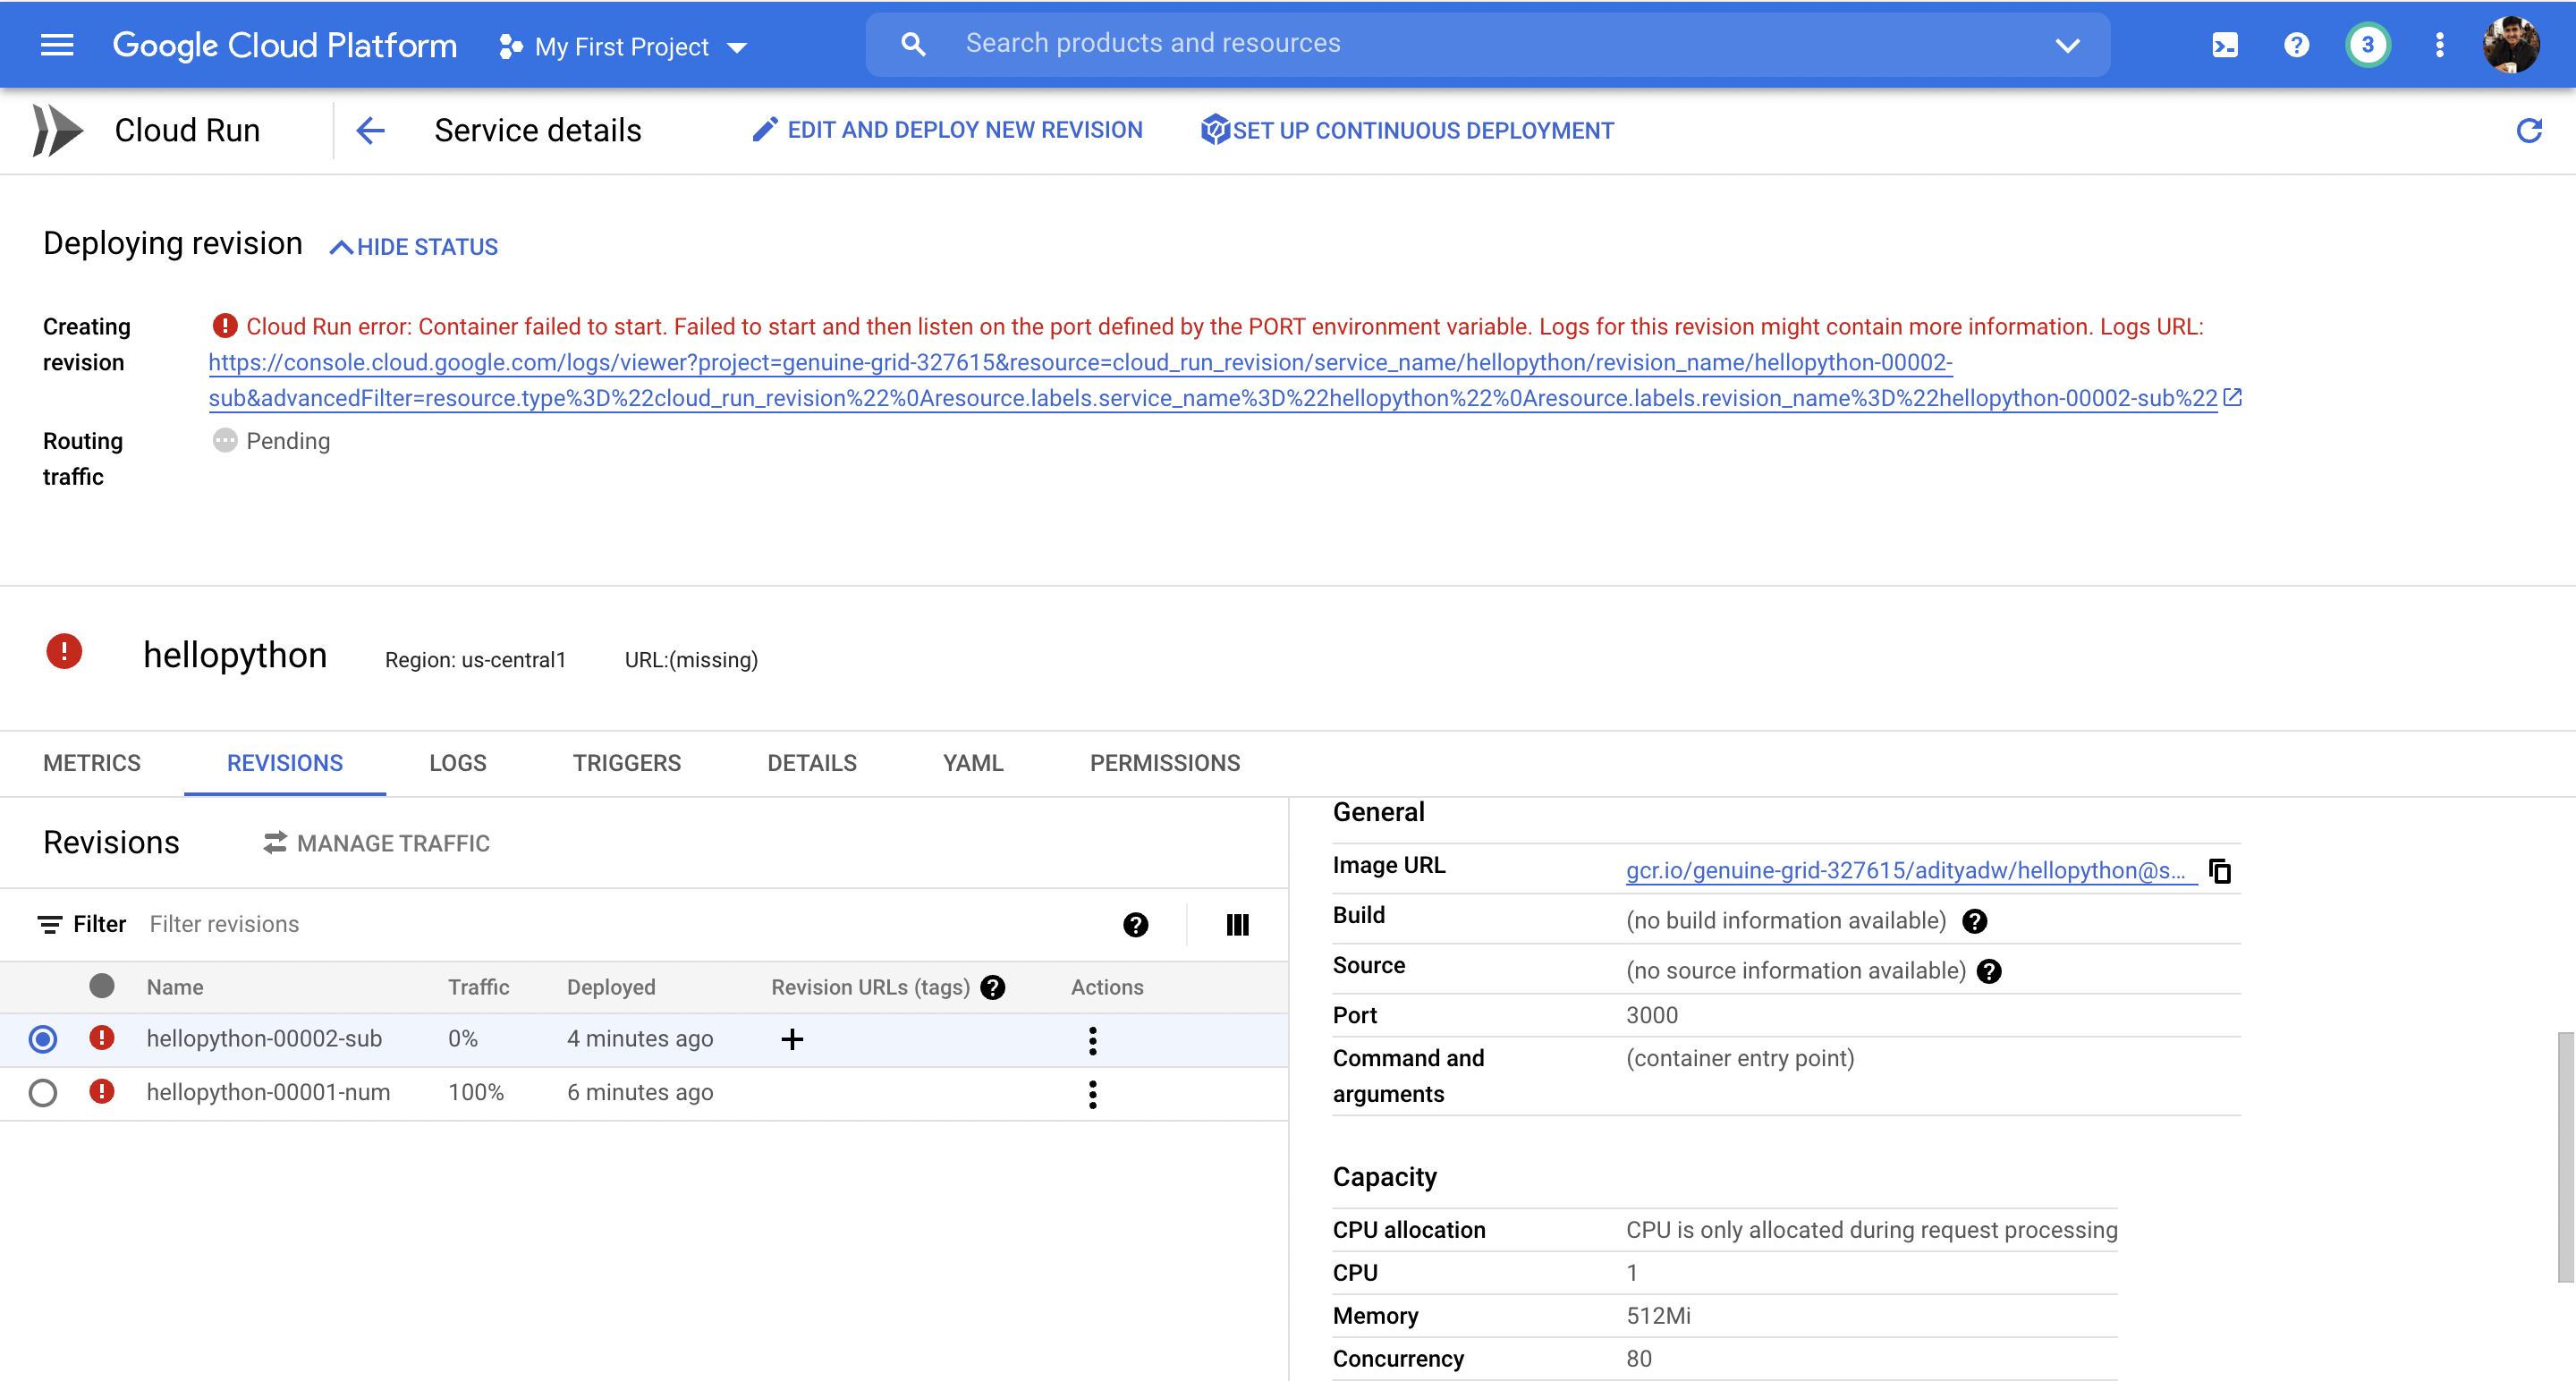 Google Cloud Platform My First Project Search products and resources 3
Cloud Run Service details EDIT AND DEPLOY NEW REVISION SET UP CONTINUOUS DEPLOYMENT
Deploying revision HIDE STATUS
Creating revision
Cloud Run error: Container failed to start. Failed to start and then listen on the port defined by the PORT environment variable. Logs for this revision might contain more information. Logs URL:
https://console.cloud.google.com/logs/viewer?project=genuine-grid-327615&resource=cloud_run_revision/service_name/hellopython/revision_name/hellopython-00002-
sub&advancedFilter=resource.type%3D%22cloud_run_revision%22%0Aresource.labels.service_name%3D%22hellopython%22%0Aresource.labels.revision_name%3D%22hellopython-00002-sub%22
Routing traffic
Pending
hellopython Region: us-central1 URL:(missing)
METRICS REVISIONS LOGS TRIGGERS DETAILS YAML PERMISSIONS
Revisions MANAGE TRAFFIC
Filter Filter revisions
Name Traffic Deployed Revision URLs (tags) Actions
hellopython-00002-sub 0% 4 minutes ago
hellopython-00001-num 100% 6 minutes ago
General
Image URL gcr.io/genuine-grid-327615/adityadw/hellopython@s...
Build (no build information available)
Source (no source information available)
Port 3000
Command and arguments (container entry point)
Capacity
CPU allocation CPU is only allocated during request processing
CPU 1
Memory 512Mi
Concurrency 80